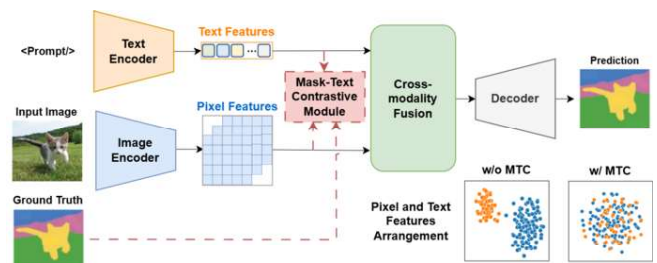 <Prompt/>
Text
Encoder
Text Features
...
Mask-Text
Contrastive
Module
Cross-
modality
Fusion
Decoder
Prediction
Input Image
Image
Encoder
Pixel Features
Ground Truth
Pixel and Text
Features
Arrangement
w/o MTC
w/ MTC